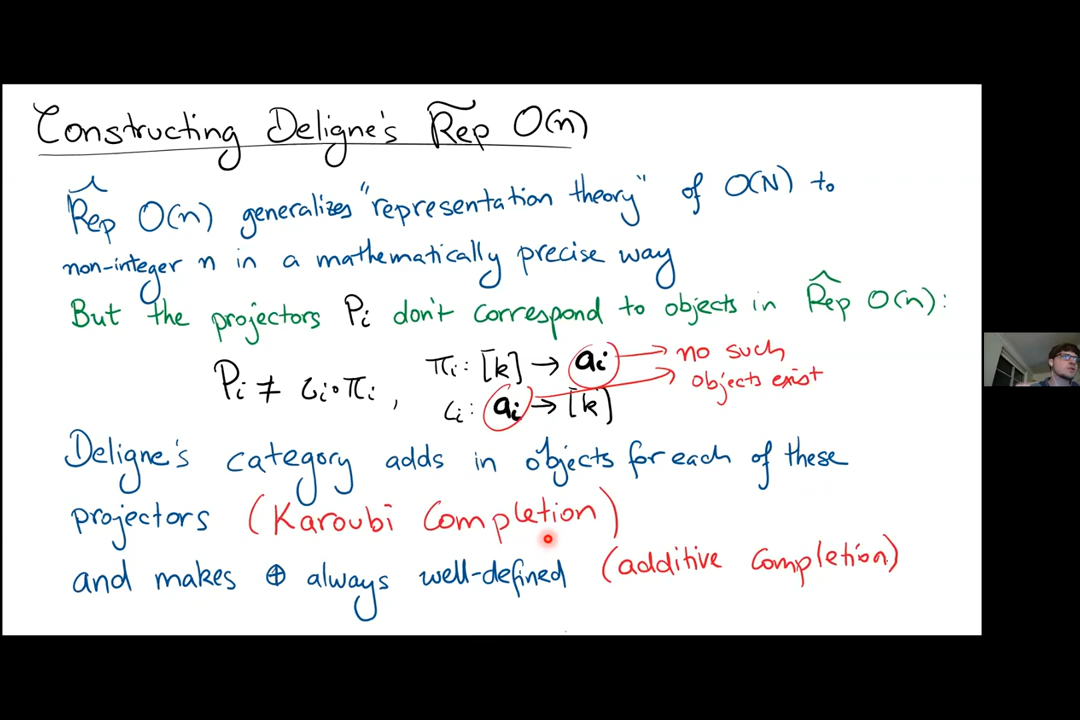 Constructing Deligne's R̃ep O(n)
R̂ep O(n) generalizes "representation theory" of O(N) to
non-integer n in a mathematically precise way
But the projectors Pᵢ don't correspond to objects in R̂ep O(n):
Pᵢ ≠ ιᵢ∘πᵢ , πᵢ: [k] → aᵢ → no such
ιᵢ: aᵢ → [k] → objects exist
Deligne's category adds in objects for each of these
projectors (Karoubi Completion)
and makes ⊕ always well-defined (additive completion)